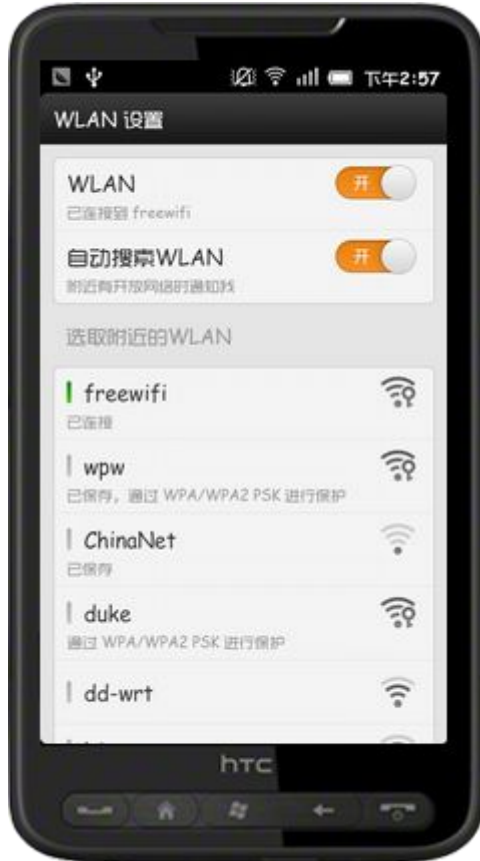 下午2:57
WLAN 设置
WLAN
开
已连接到 freewifi
自动搜索WLAN
开
附近有开放网络时通知我
选取附近的WLAN
freewifi
已连接
wpw
已保存，通过 WPA/WPA2 PSK 进行保护
ChinaNet
已保存
duke
通过 WPA/WPA2 PSK 进行保护
dd-wrt
hTC